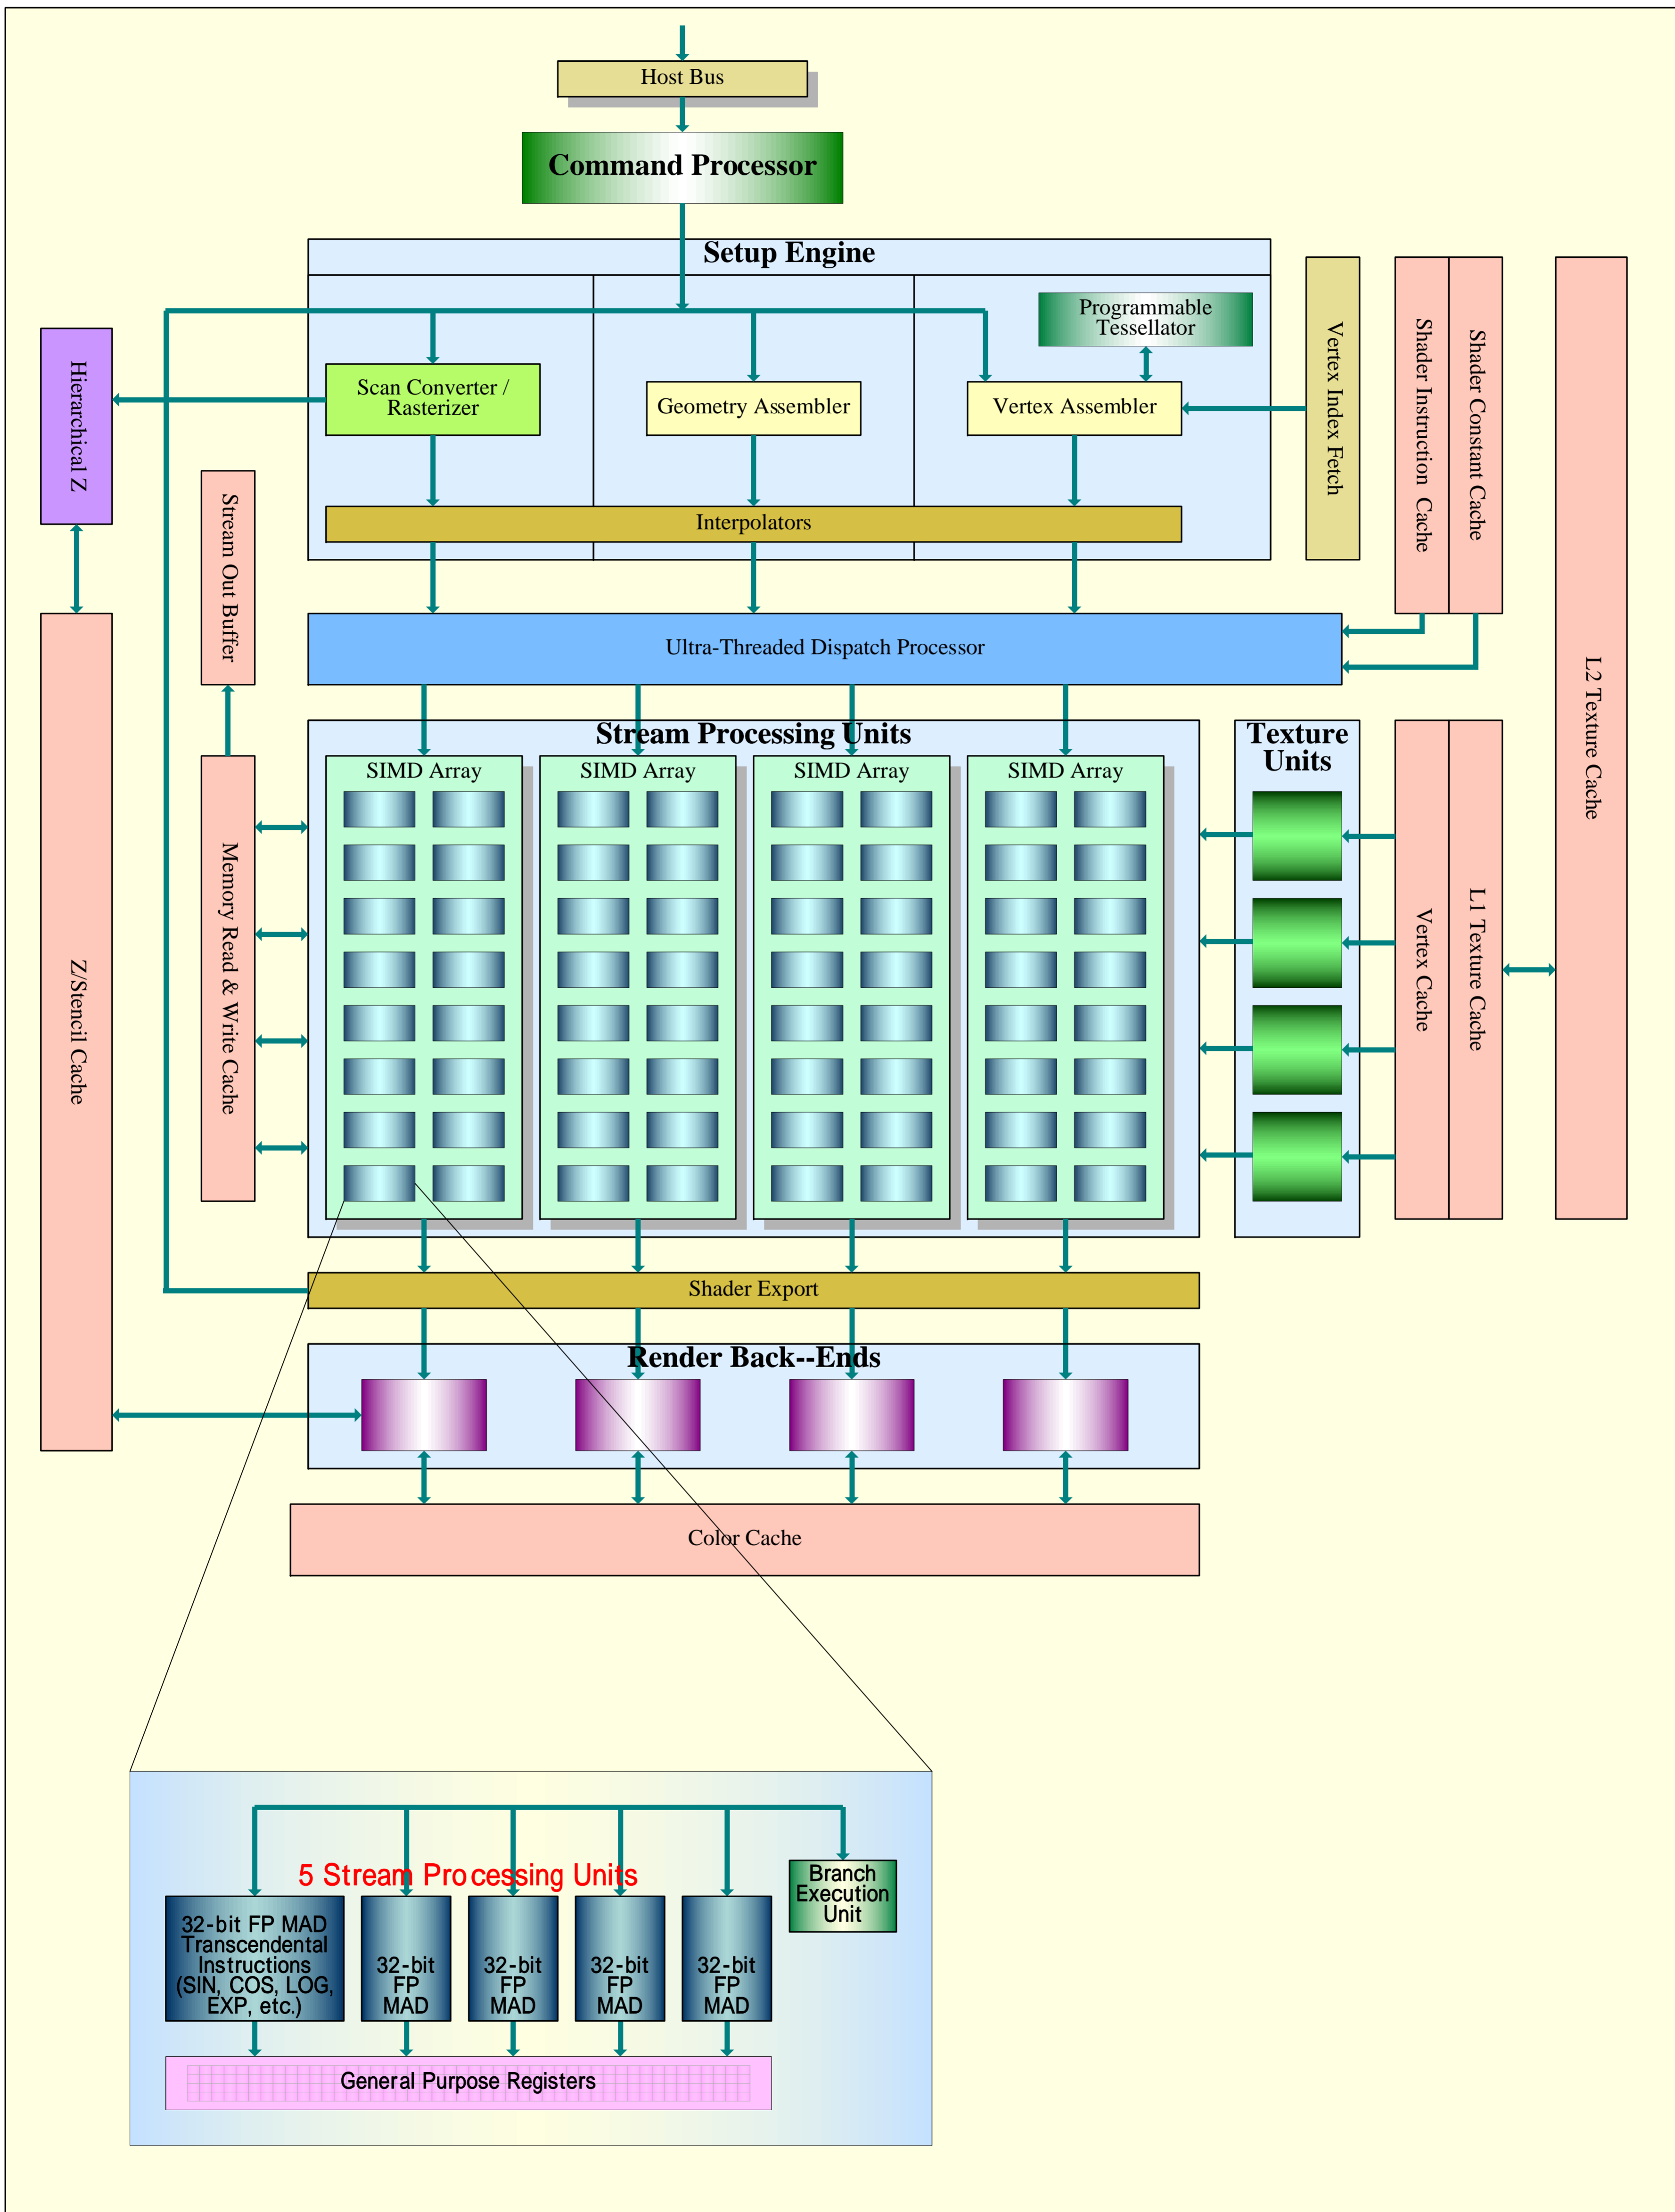 Host Bus
Command Processor
Setup Engine
Programmable
Tessellator
Scan Converter /
Rasterizer
Geometry Assembler
Vertex Assembler
Interpolators
Vertex Index Fetch
Shader Instruction Cache
Shader Constant Cache
L2 Texture Cache
Hierarchical Z
Stream Out Buffer
Ultra-Threaded Dispatch Processor
Stream Processing Units
SIMD Array
SIMD Array
SIMD Array
SIMD Array
Texture
Units
Vertex Cache
L1 Texture Cache
Memory Read & Write Cache
Z/Stencil Cache
Shader Export
Render Back--Ends
Color Cache
5 Stream Processing Units
Branch
Execution
Unit
32-bit FP MAD
Transcendental
Instructions
(SIN, COS, LOG,
EXP, etc.)
32-bit
FP
MAD
32-bit
FP
MAD
32-bit
FP
MAD
32-bit
FP
MAD
General Purpose Registers